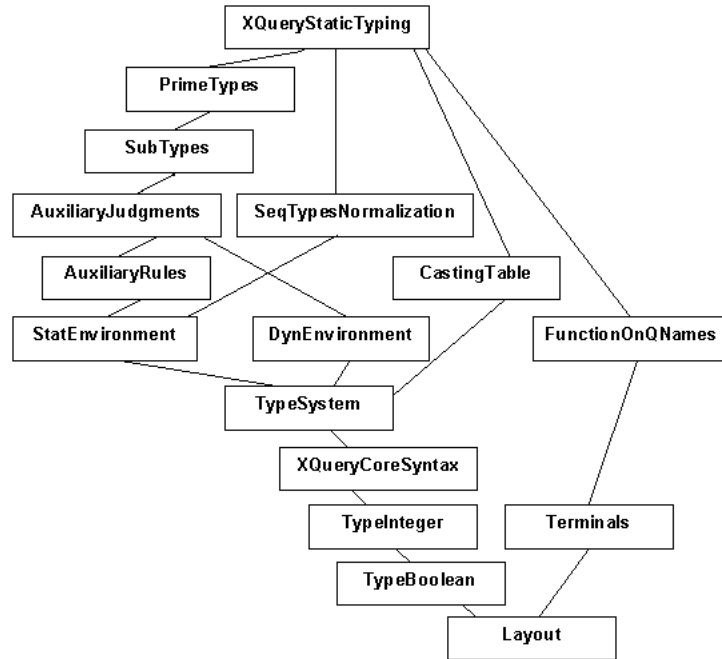 XQueryStaticTyping
PrimeTypes
SubTypes
AuxiliaryJudgments
SeqTypesNormalization
AuxiliaryRules
CastingTable
StatEnvironment
DynEnvironment
FunctionOnQNames
TypeSystem
XQueryCoreSyntax
TypeInteger
Terminals
TypeBoolean
Layout